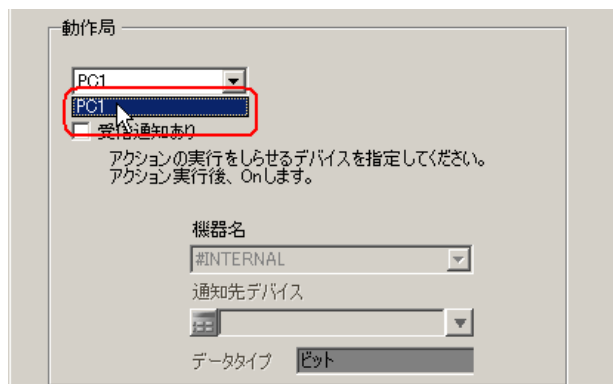 動作局
PC1
PC1
受信通知あり
アクションの実行をしらせるデバイスを指定してください。
アクション実行後、Onします。
機器名
#INTERNAL
通知先デバイス
データタイプ ビット